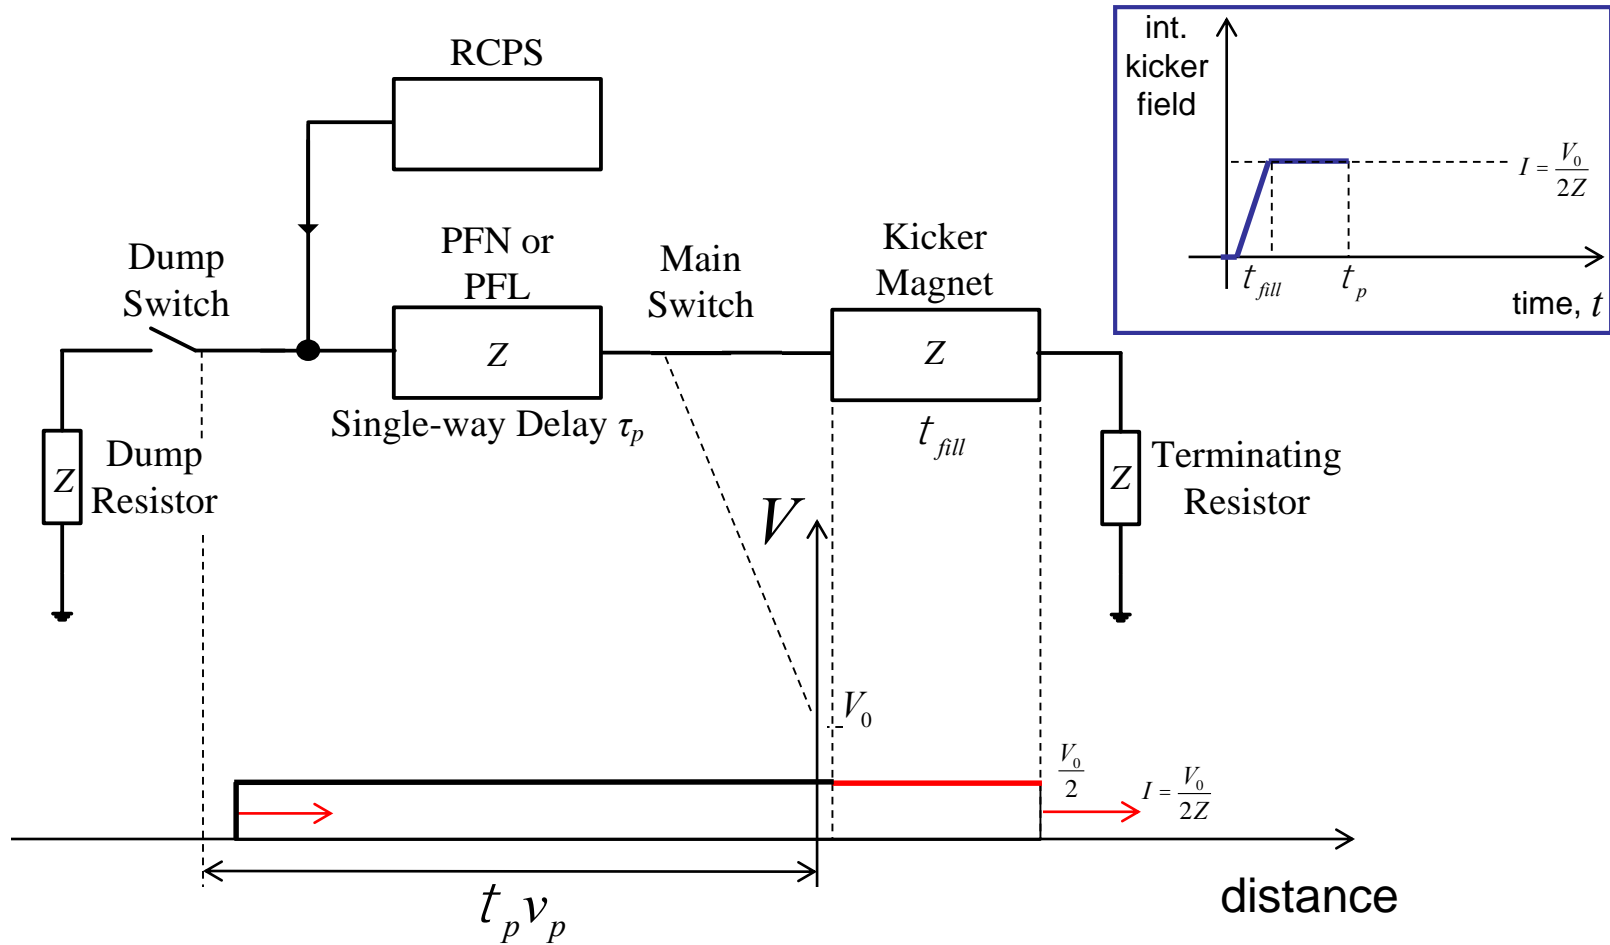 RCPS
int.
kicker
field
I = V₀/2Z
t fill
t p
time, t
Dump
Switch
PFN or
PFL
Main
Switch
Kicker
Magnet
Z
Z
Single-way Delay τp
t fill
Z
Dump
Resistor
Z
Terminating
Resistor
V
V₀
V₀/2
I = V₀/2Z
t p v p
distance